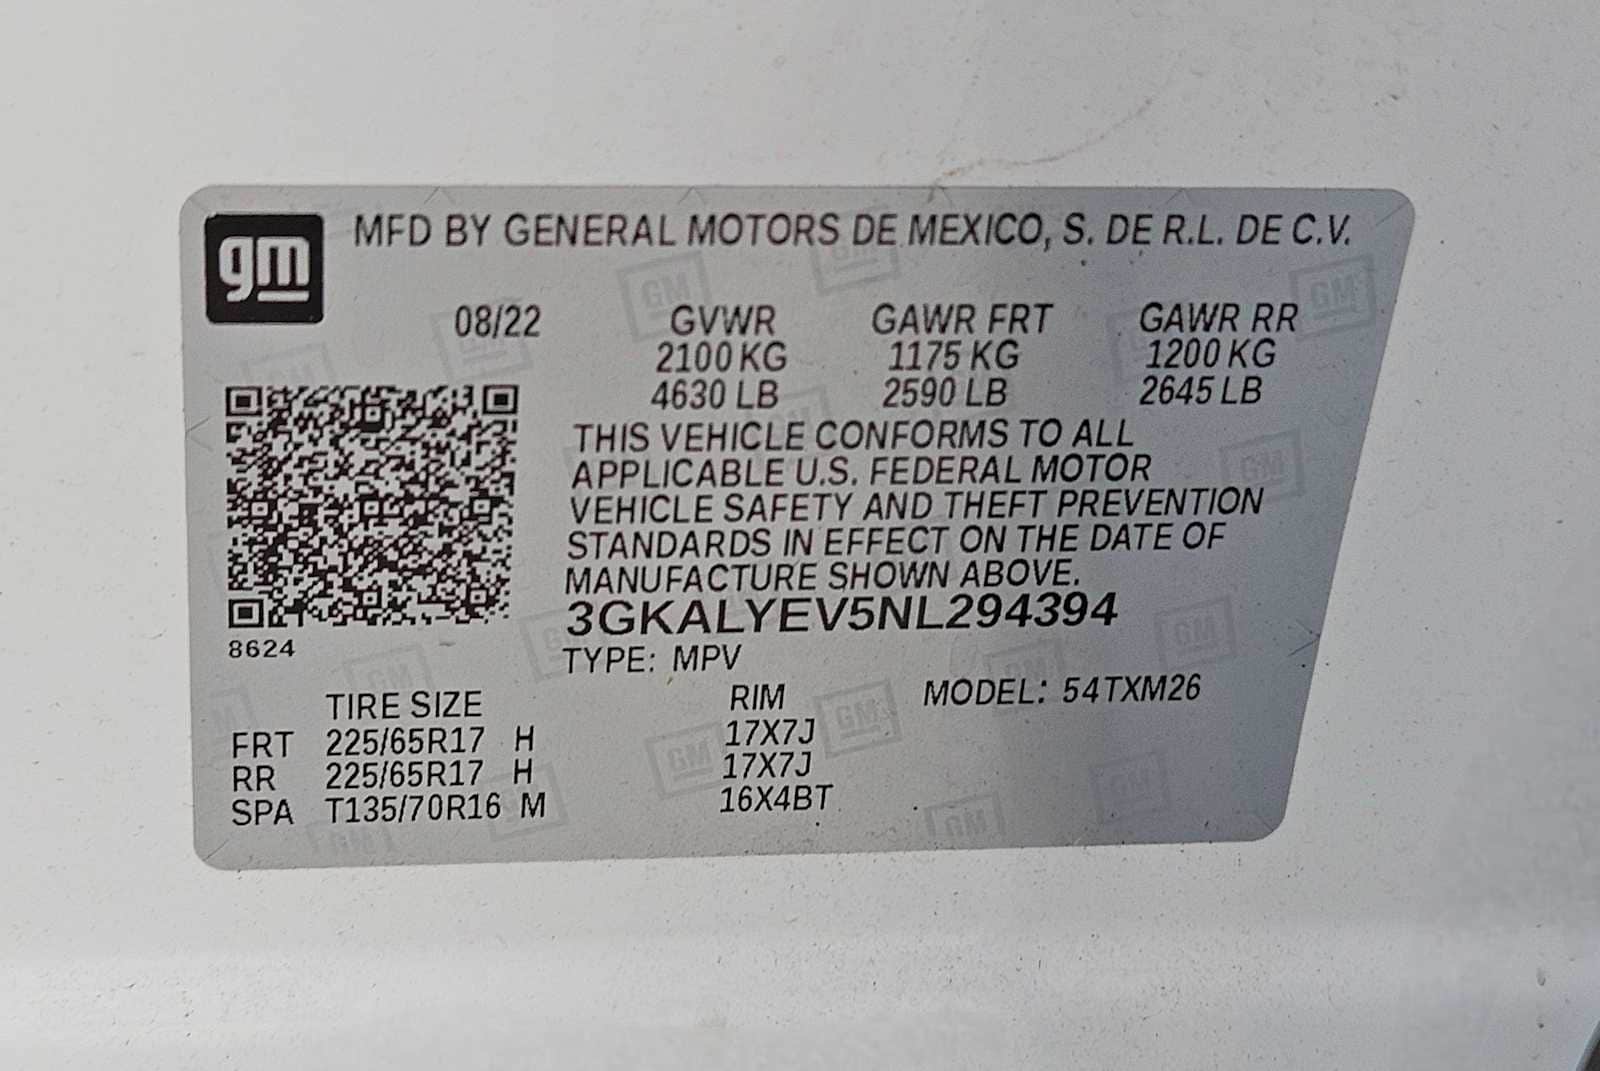 gm MFD BY GENERAL MOTORS DE MEXICO, S. DE R.L. DE C.V.
08/22 GVWR GAWR FRT GAWR RR
2100 KG 1175 KG 1200 KG
4630 LB 2590 LB 2645 LB
THIS VEHICLE CONFORMS TO ALL
APPLICABLE U.S. FEDERAL MOTOR
VEHICLE SAFETY AND THEFT PREVENTION
STANDARDS IN EFFECT ON THE DATE OF
MANUFACTURE SHOWN ABOVE.
3GKALYEV5NL294394
8624
TYPE: MPV
TIRE SIZE RIM MODEL: 54TXM26
FRT 225/65R17 H 17X7J
RR 225/65R17 H 17X7J
SPA T135/70R16 M 16X4BT